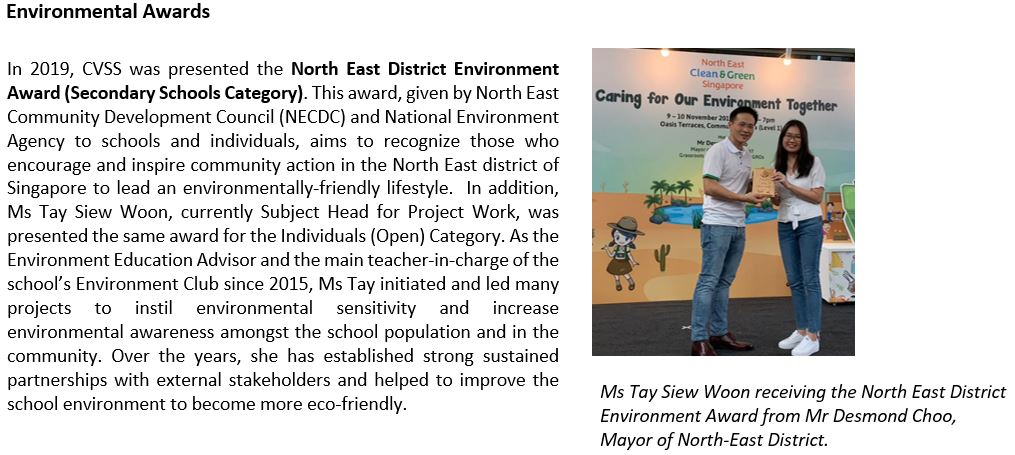 Environmental Awards
In 2019, CVSS was presented the North East District Environment
Award (Secondary Schools Category). This award, given by North East
Community Development Council (NECDC) and National Environment
Agency to schools and individuals, aims to recognize those who
encourage and inspire community action in the North East district of
Singapore to lead an environmentally-friendly lifestyle. In addition,
Ms Tay Siew Woon, currently Subject Head for Project Work, was
presented the same award for the Individuals (Open) Category. As the
Environment Education Advisor and the main teacher-in-charge of the
school's Environment Club since 2015, Ms Tay initiated and led many
projects to instil environmental sensitivity and increase
environmental awareness amongst the school population and in the
community. Over the years, she has established strong sustained
partnerships with external stakeholders and helped to improve the
school environment to become more eco-friendly.
North East
Clean & Green
Singapore
Caring for Our Environment Together
9 - 10 November 7pm
Oasis Terraces, (Level 1)
Mr
Mayor
Ms Tay Siew Woon receiving the North East District
Environment Award from Mr Desmond Choo,
Mayor of North-East District.